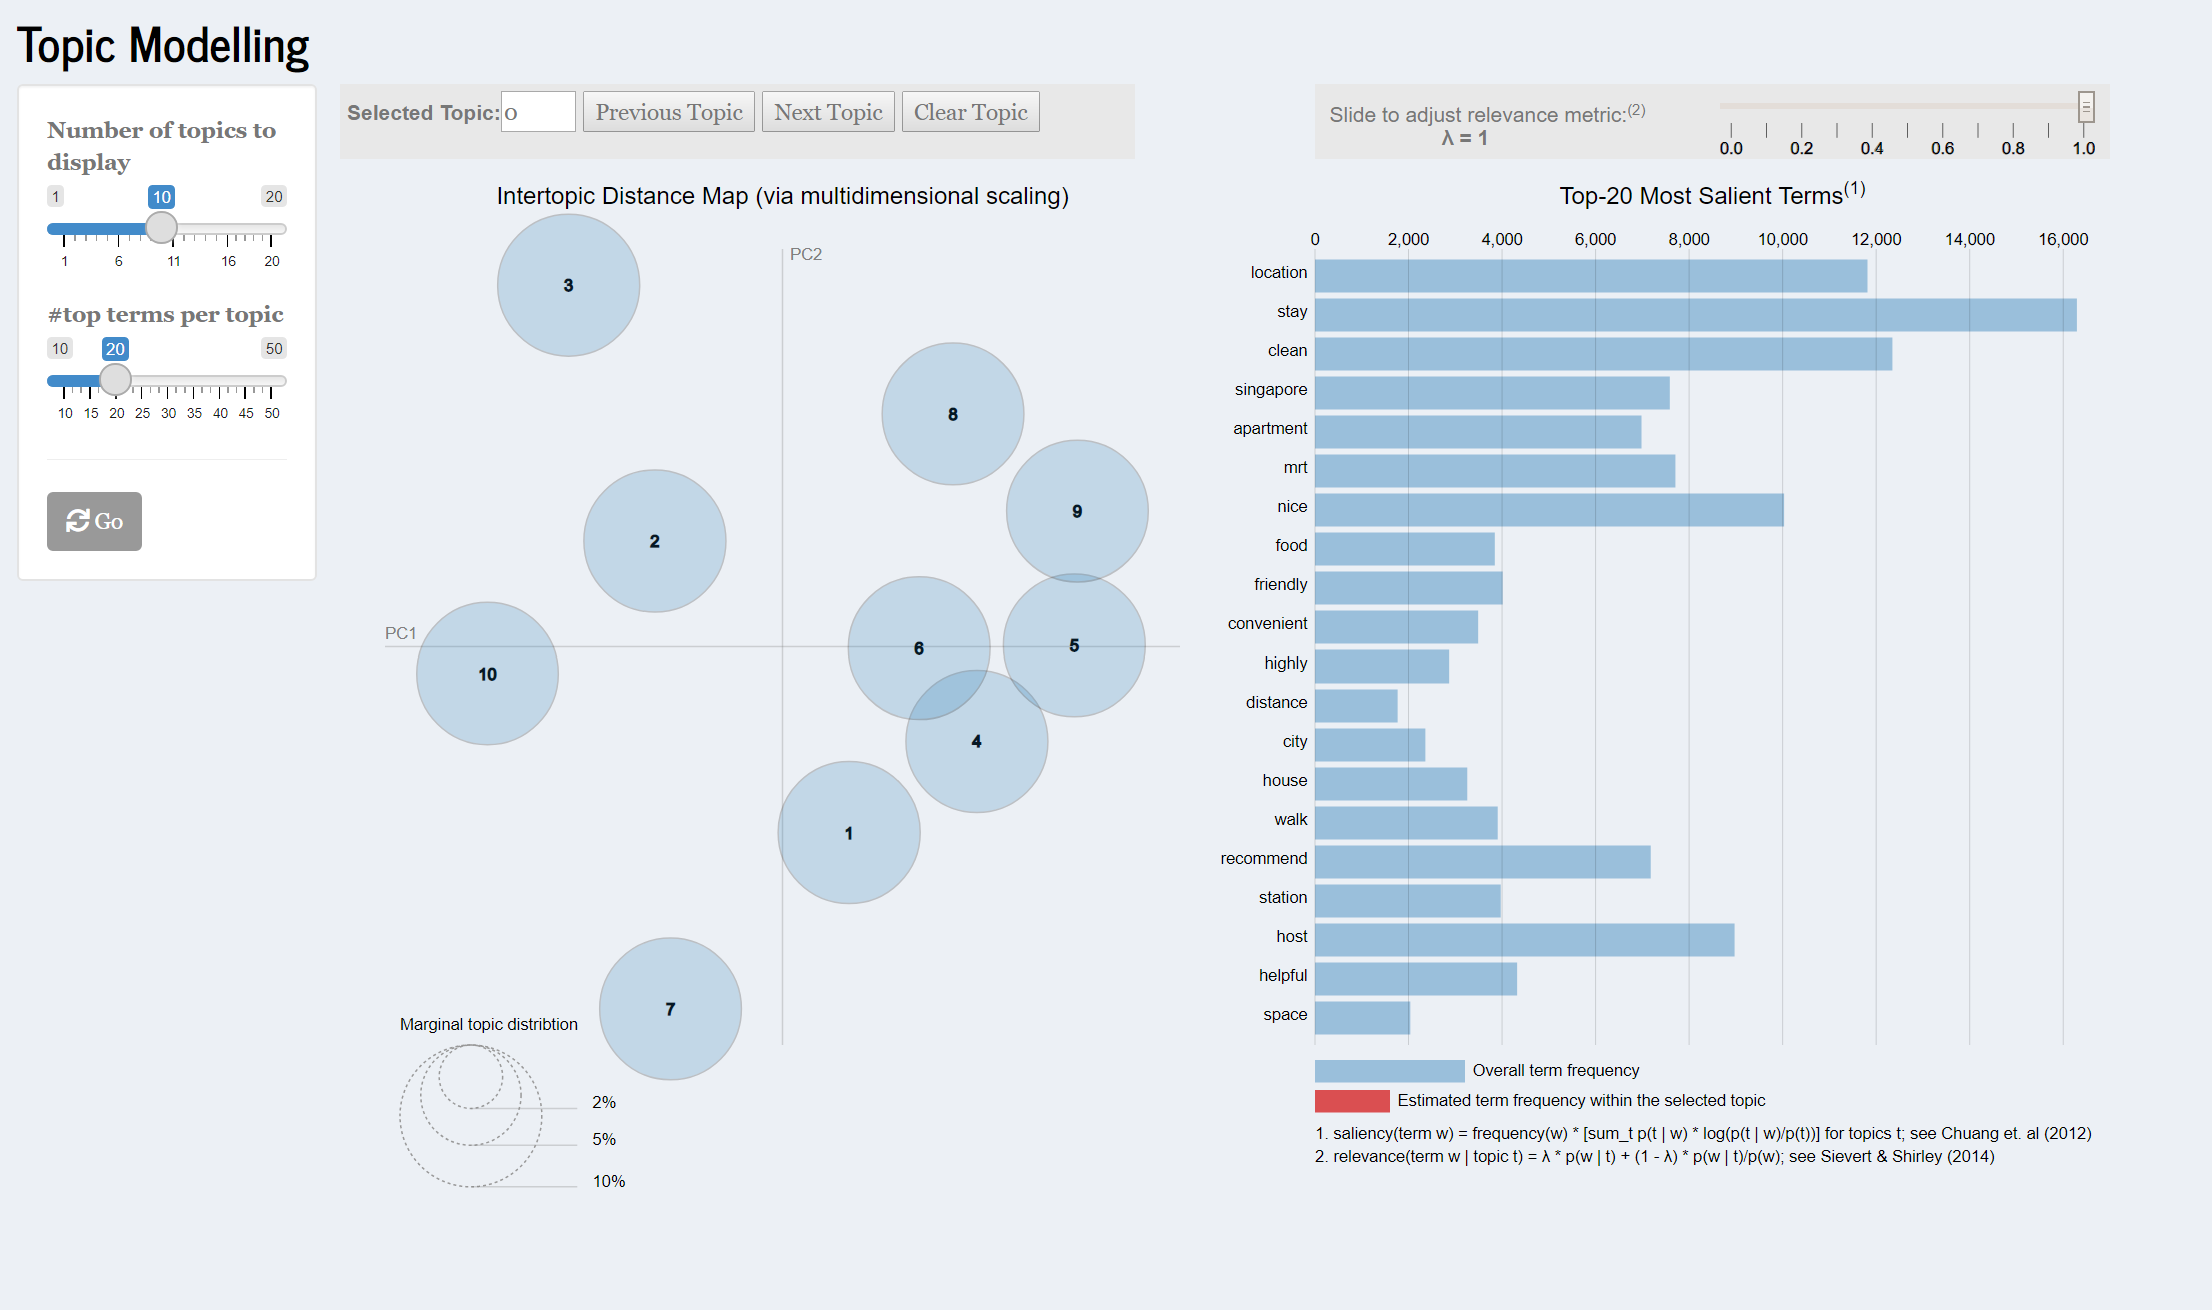 Topic Modelling
Number of topics to
display
1 10 20
1 6 11 16 20
#top terms per topic
10 20 50
10 15 20 25 30 35 40 45 50
Go
Selected Topic: 0 Previous Topic Next Topic Clear Topic
Intertopic Distance Map (via multidimensional scaling)
PC2
3
8
9
2
PC1
6
5
10
4
1
7
Marginal topic distribtion
2%
5%
10%
Slide to adjust relevance metric:(2)
λ = 1
0.0 0.2 0.4 0.6 0.8 1.0
Top-20 Most Salient Terms(1)
0 2,000 4,000 6,000 8,000 10,000 12,000 14,000 16,000
location
stay
clean
singapore
apartment
mrt
nice
food
friendly
convenient
highly
distance
city
house
walk
recommend
station
host
helpful
space
Overall term frequency
Estimated term frequency within the selected topic
1. saliency(term w) = frequency(w) * [sum_t p(t | w) * log(p(t | w)/p(t))] for topics t; see Chuang et. al (2012)
2. relevance(term w | topic t) = λ * p(w | t) + (1 - λ) * p(w | t)/p(w); see Sievert & Shirley (2014)